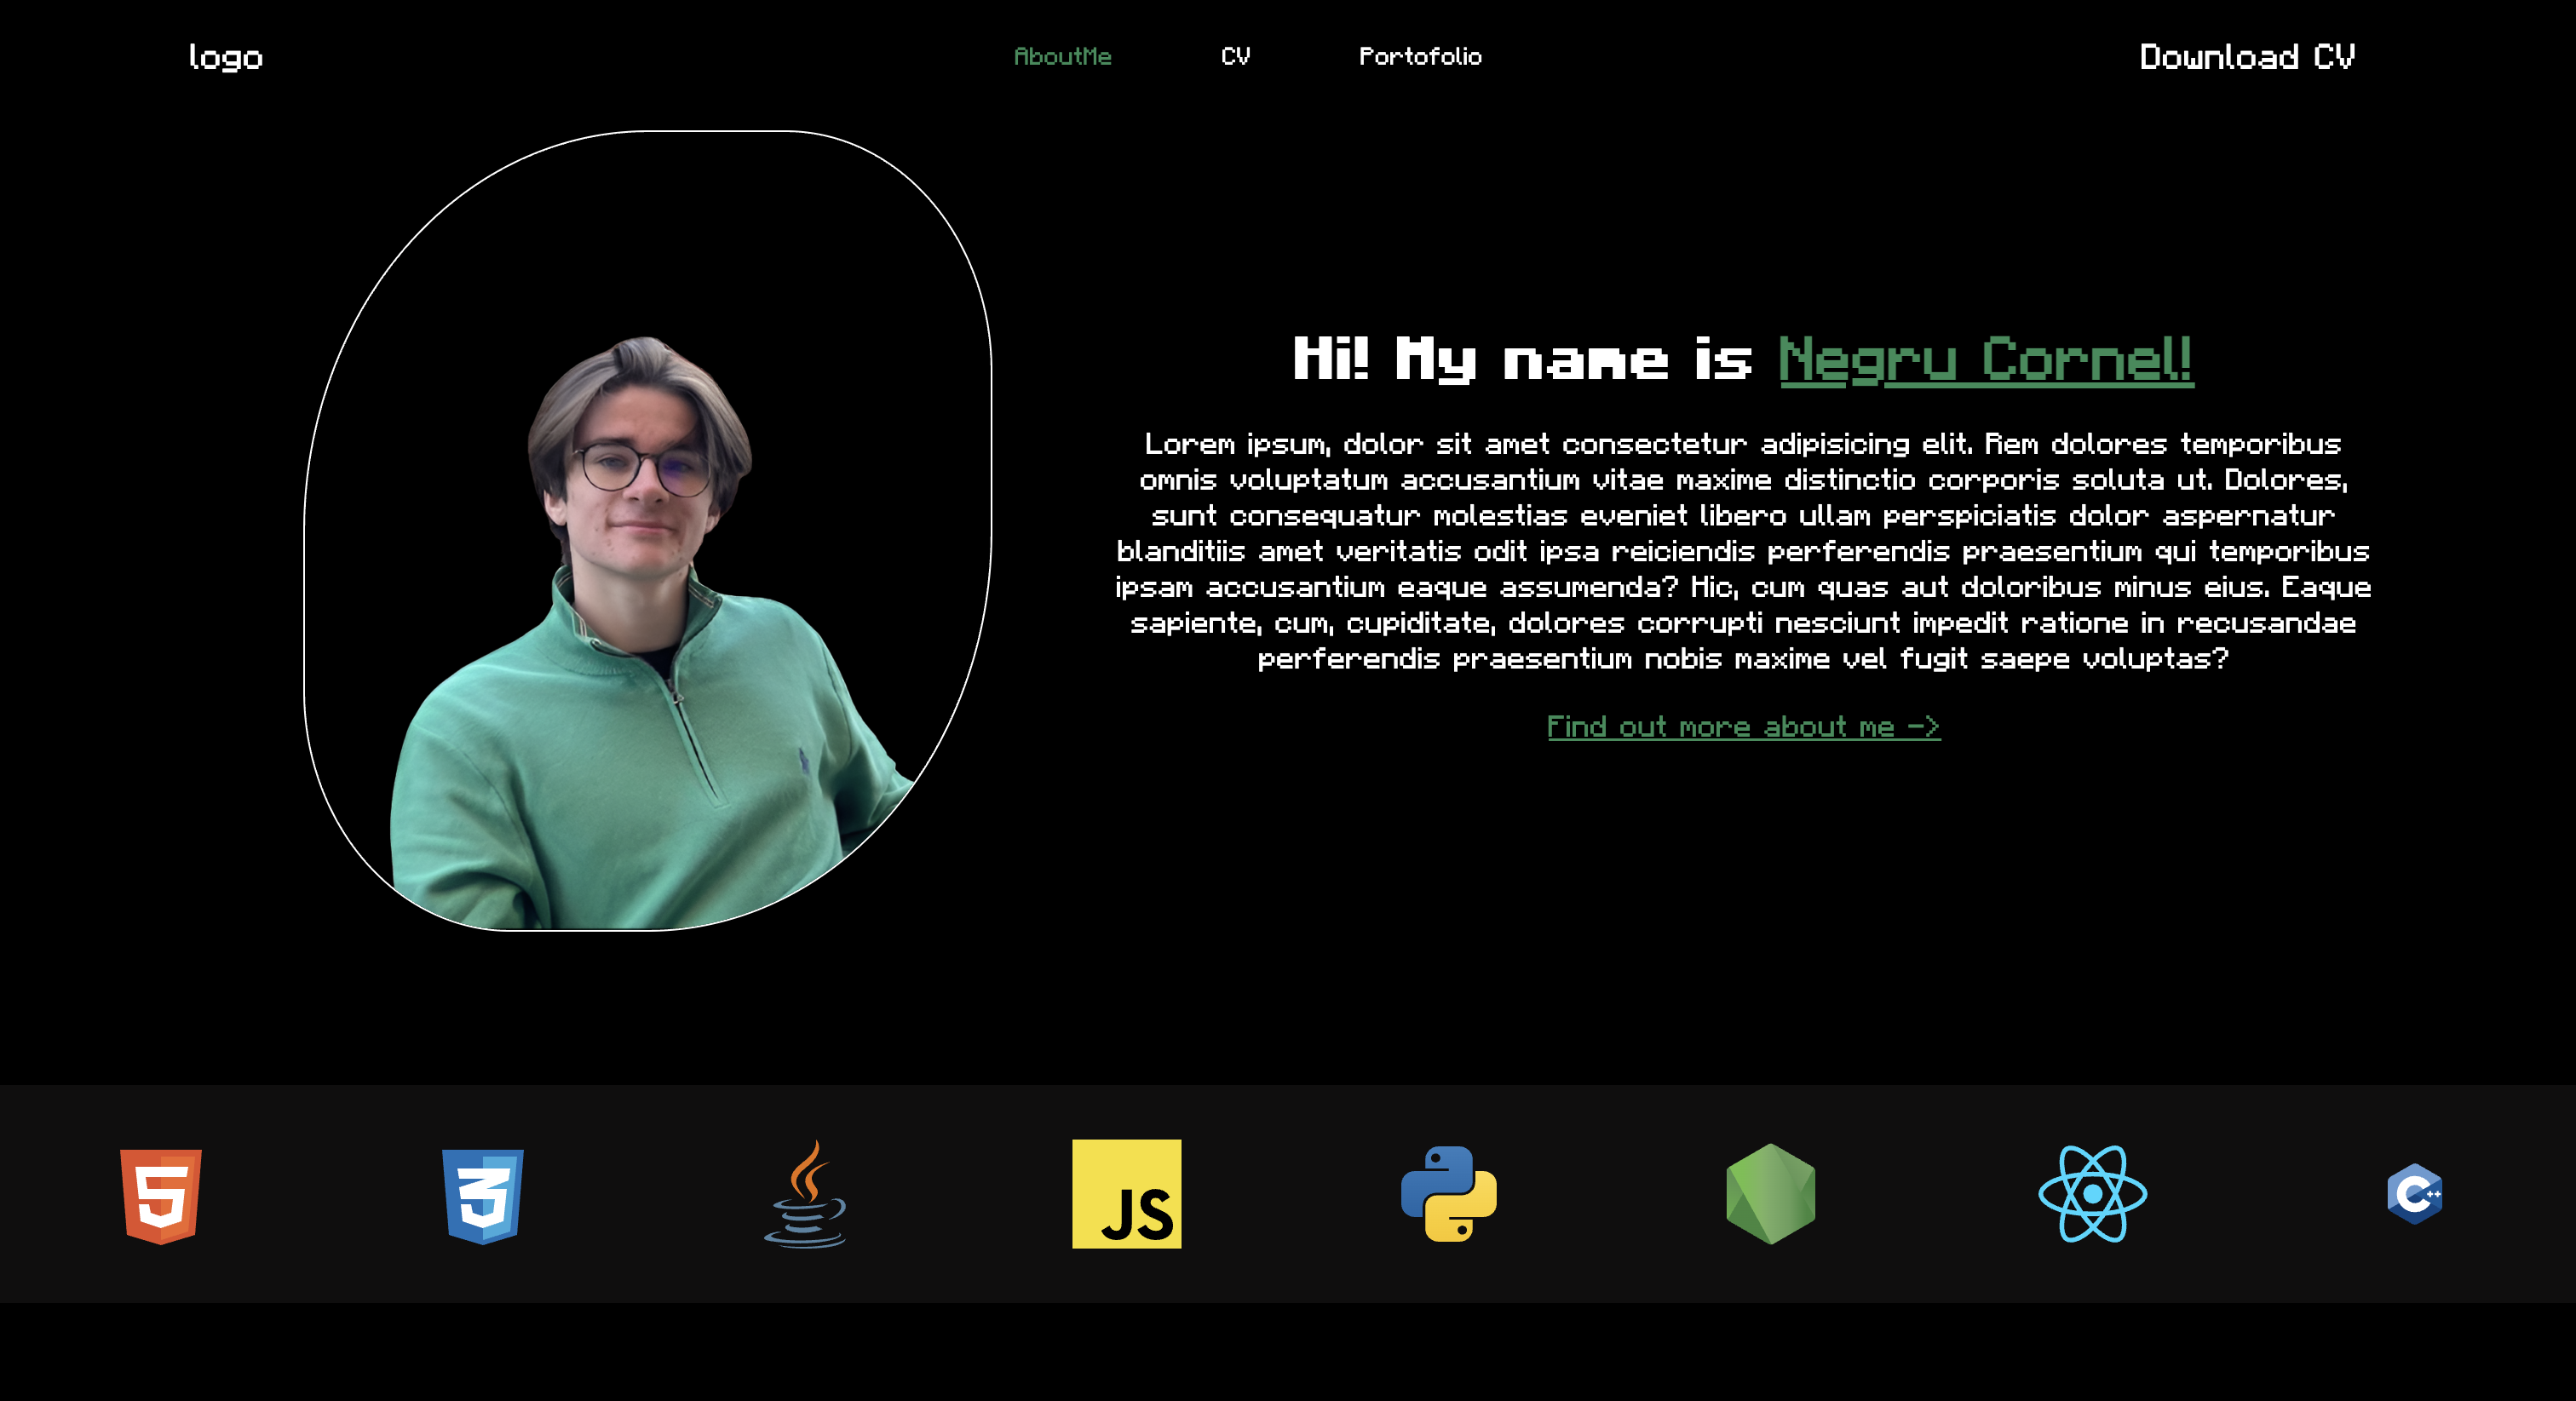 logo
AboutMe
CV
Portofolio
Download CV
Hi! My name is Negru Cornel!
Lorem ipsum, dolor sit amet consectetur adipisicing elit. Rem dolores temporibus
omnis voluptatum accusantium vitae maxime distinctio corporis soluta ut. Dolores,
sunt consequatur molestias eveniet libero ullam perspiciatis dolor aspernatur
blanditiis amet veritatis odit ipsa reiciendis perferendis praesentium qui temporibus
ipsam accusantium eaque assumenda? Hic, cum quas aut doloribus minus eius. Eaque
sapiente, cum, cupiditate, dolores corrupti nesciunt impedit ratione in recusandae
perferendis praesentium nobis maxime vel fugit saepe voluptas?
Find out more about me ->
5
3
JS
C++